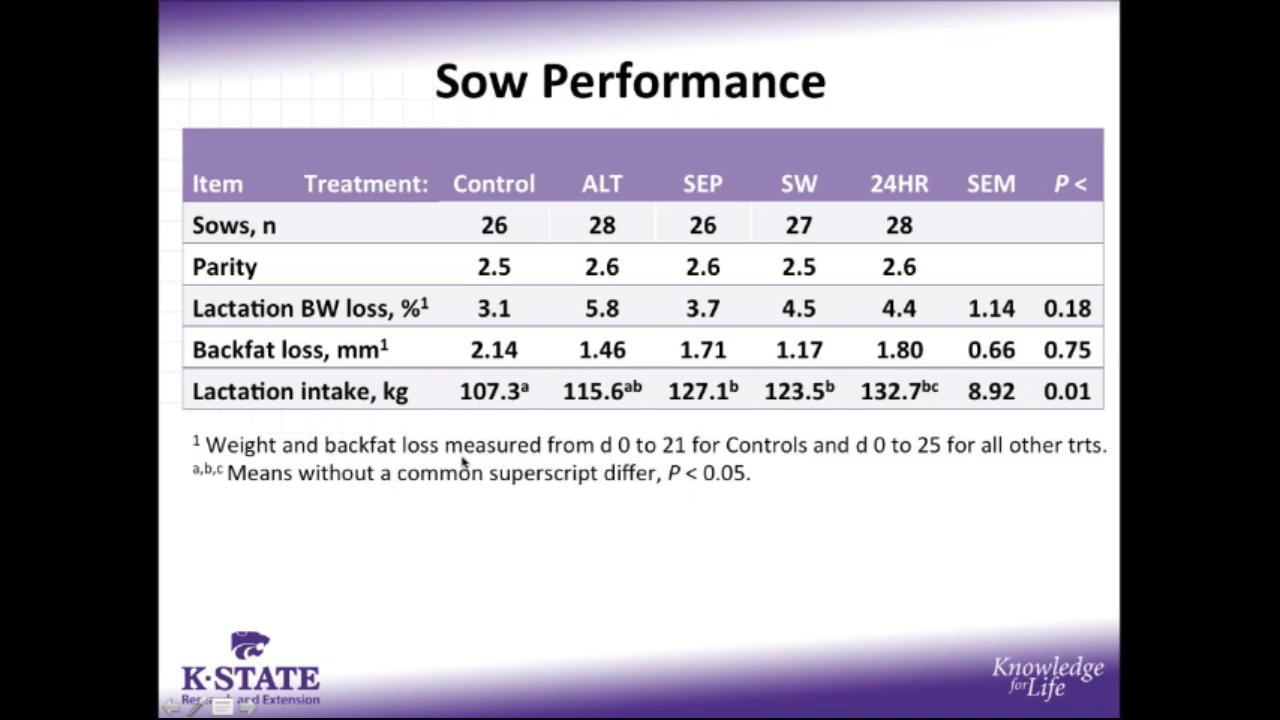 Sow Performance
Item Treatment: Control ALT SEP SW 24HR SEM P <
Sows, n 26 28 26 27 28
Parity 2.5 2.6 2.6 2.5 2.6
Lactation BW loss, %¹ 3.1 5.8 3.7 4.5 4.4 1.14 0.18
Backfat loss, mm¹ 2.14 1.46 1.71 1.17 1.80 0.66 0.75
Lactation intake, kg 107.3ᵃ 115.6ᵃᵇ 127.1ᵇ 123.5ᵇ 132.7ᵇᶜ 8.92 0.01
¹ Weight and backfat loss measured from d 0 to 21 for Controls and d 0 to 25 for all other trts.
ᵃ,ᵇ,ᶜ Means without a common superscript differ, P < 0.05.
K-STATE
Research and Extension
Knowledge
for Life